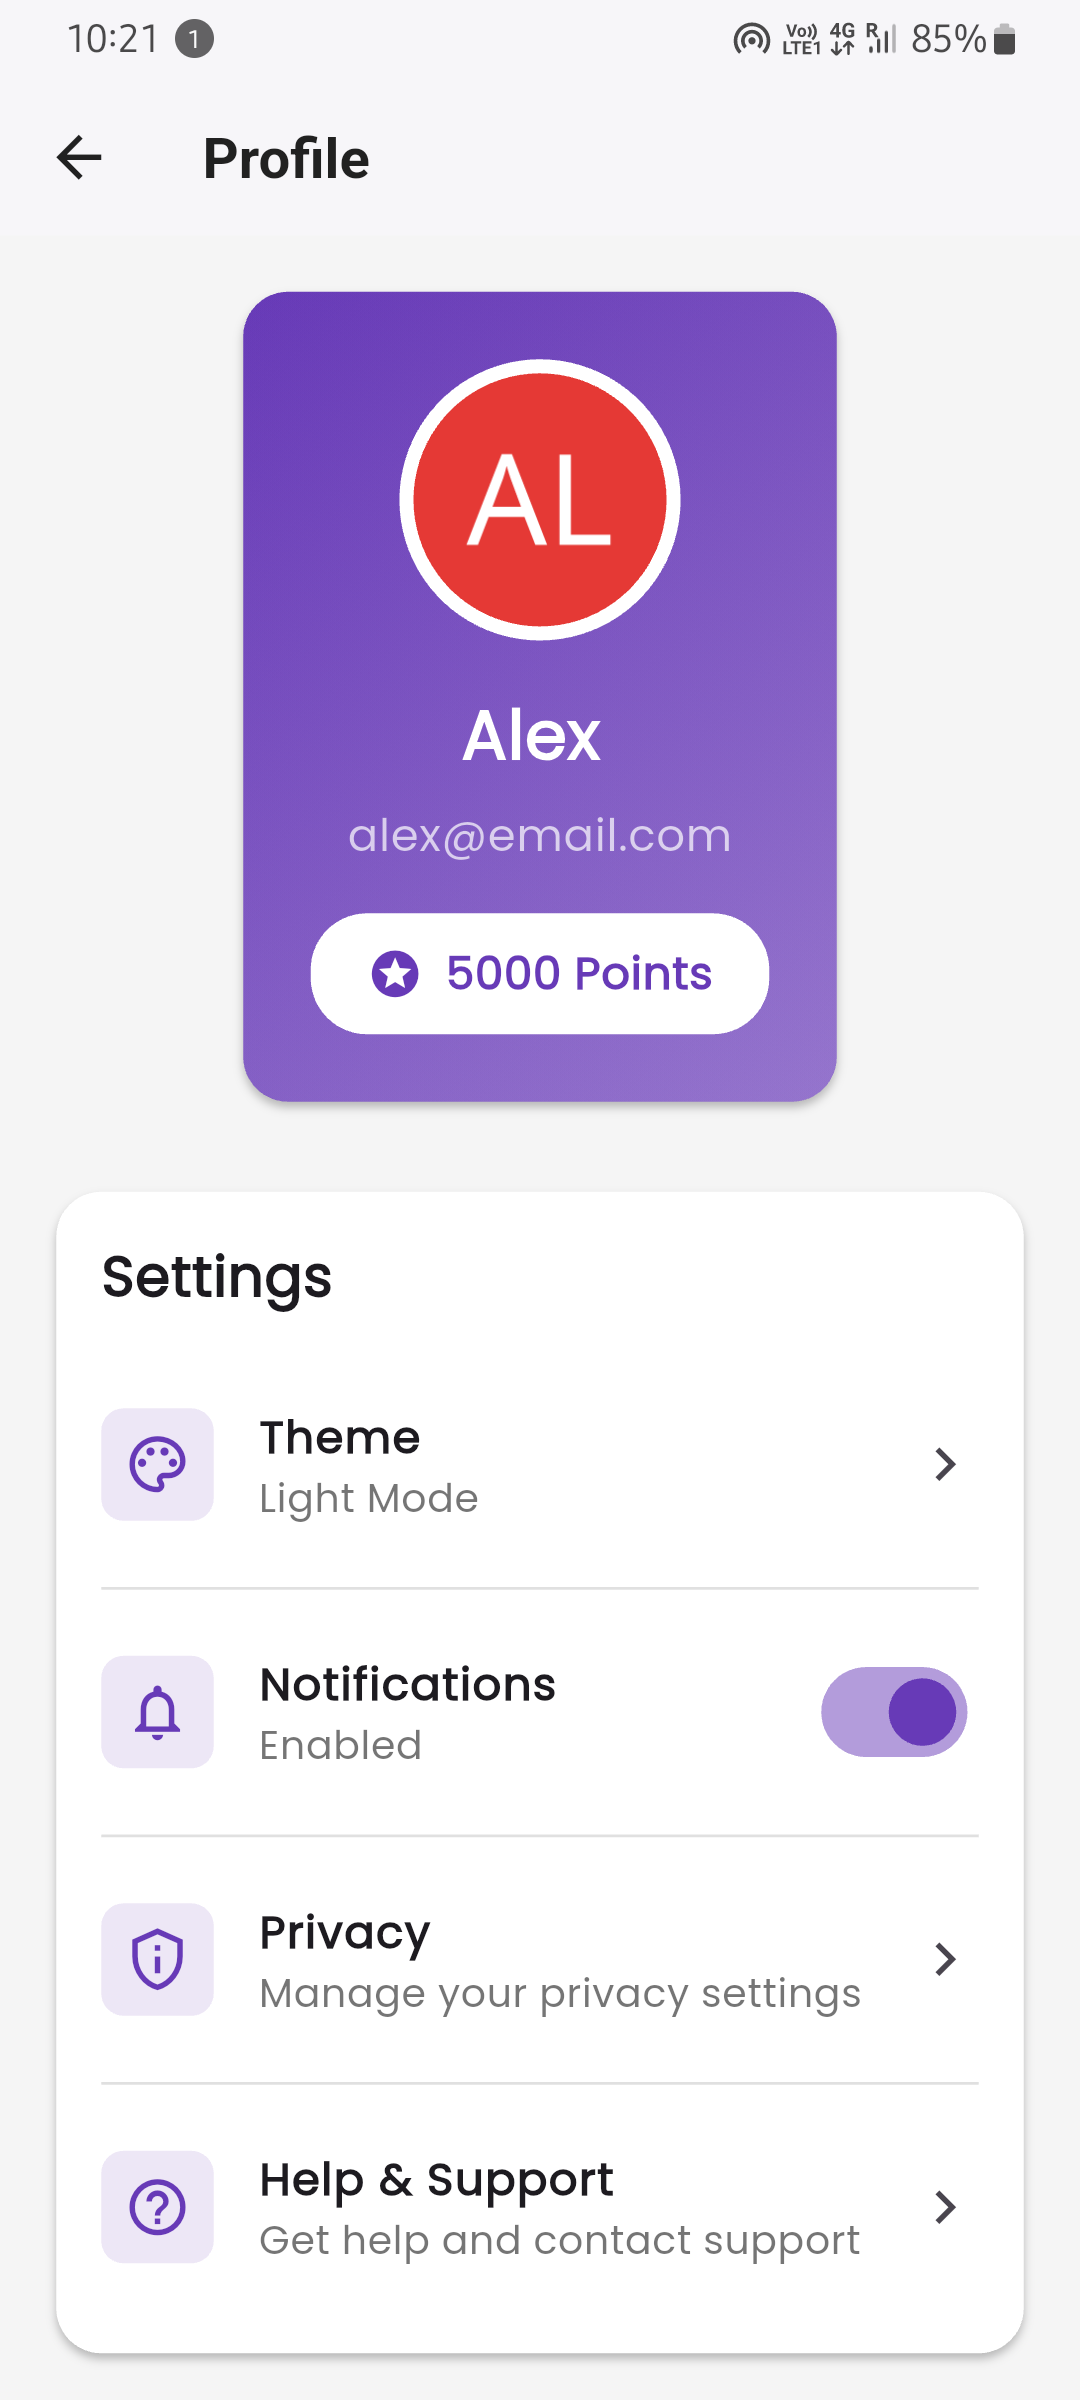 10:21 1 Vo)) LTE1 4G R 85%
Profile
AL
Alex
alex@email.com
5000 Points
Settings
Theme
Light Mode
Notifications
Enabled
Privacy
Manage your privacy settings
Help & Support
Get help and contact support